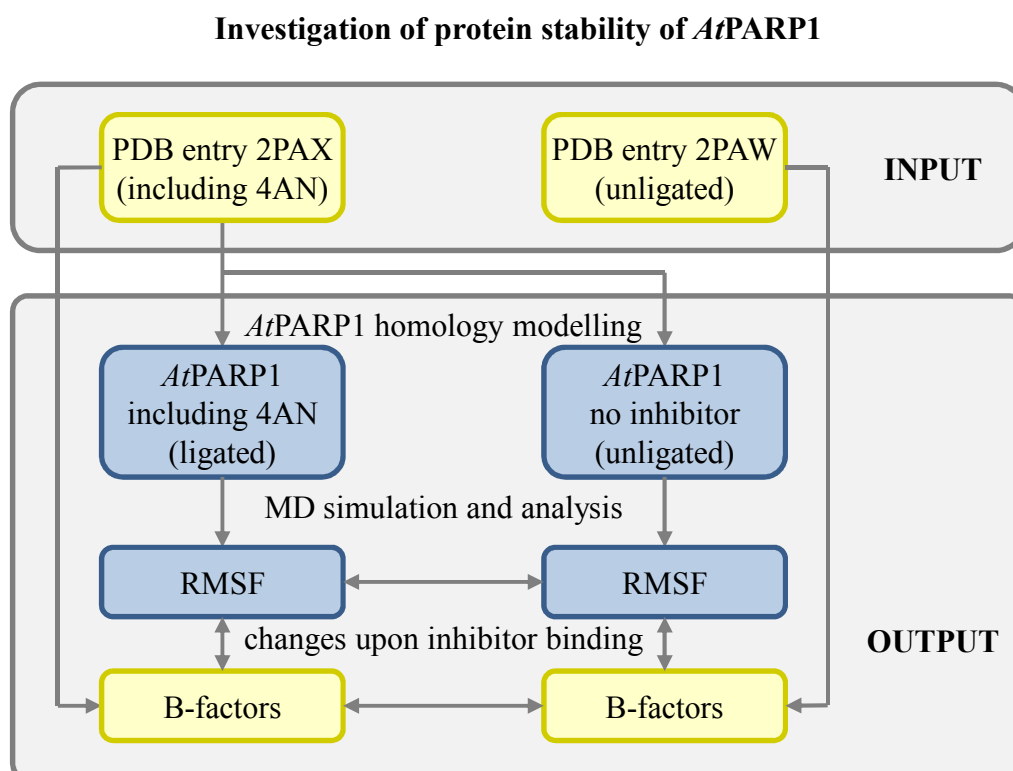 Investigation of protein stability of AtPARP1
PDB entry 2PAX
(including 4AN)
PDB entry 2PAW
(unligated)
INPUT
AtPARP1 homology modelling
AtPARP1
including 4AN
(ligated)
AtPARP1
no inhibitor
(unligated)
MD simulation and analysis
RMSF
RMSF
changes upon inhibitor binding
OUTPUT
B-factors
B-factors